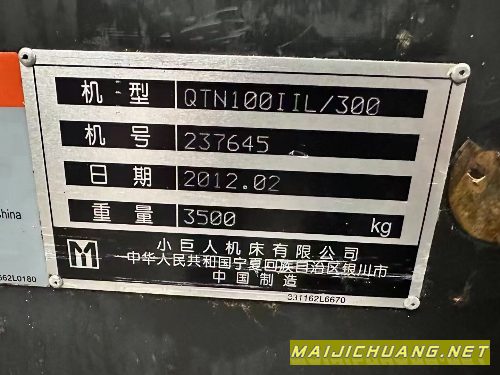 机型 QTN100IIL/300
机号 237645
日期 2012.02
重量 3500 kg
小巨人机床有限公司
中华人民共和国宁夏回族自治区银川市
中国制造
hina
662L0180
MAIJICHUANG.NET